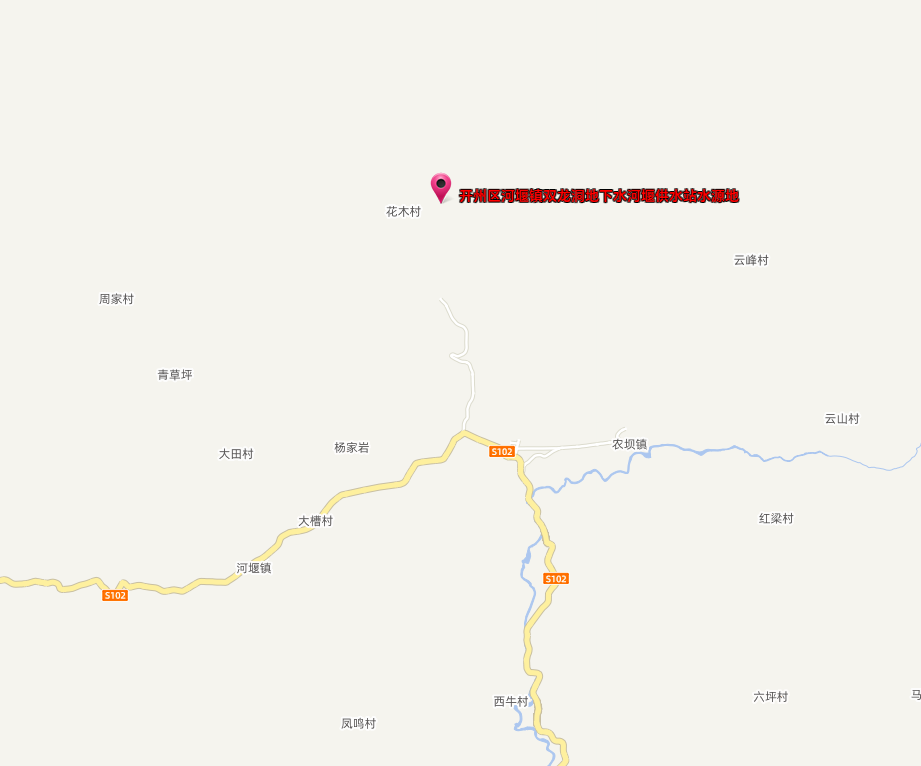 开州区河堰镇双龙洞地下水河堰供水站水源地
花木村
云峰村
周家村
青草坪
云山村
农坝镇
杨家岩
S102
大田村
大槽村
红梁村
河堰镇
S102
S102
六坪村
马
西牛村
凤鸣村